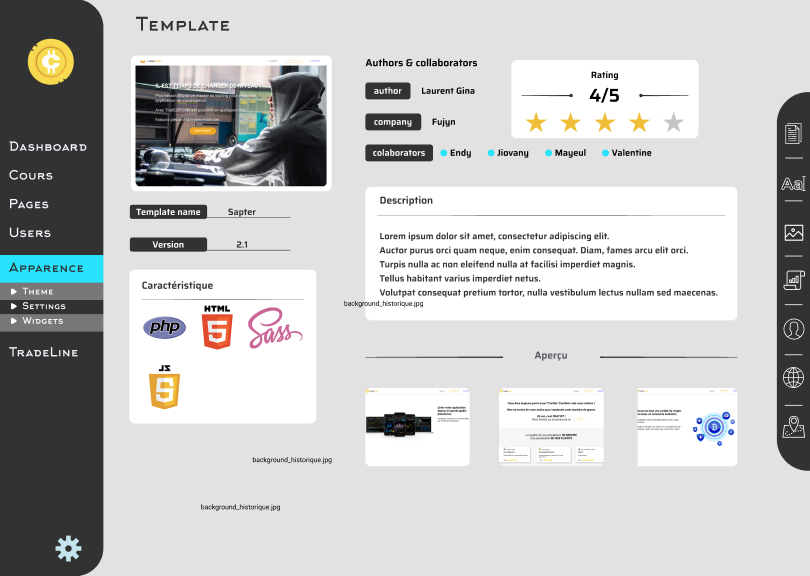 Template
IL EST TEMPS DE CHANGER DE NIVEAU !
Dashboard
Cours
Pages
Users
Apparence
Theme
Settings
Widgets
TradeLine
Template name
Sapter
Version
2.1
Caractéristique
php
HTML
5
Sass
JS
5
background_historique.jpg
background_historique.jpg
Authors & collaborators
author
Laurent Gina
company
Fujyn
colaborators
Endy
Jiovany
Mayeul
Valentine
Rating
4/5
Description
Lorem ipsum dolor sit amet, consectetur adipiscing elit.
Auctor purus orci quam neque, enim consequat. Diam, fames arcu elit orci.
Turpis nulla ac non eleifend nulla at facilisi imperdiet magnis.
Tellus habitant varius imperdiet netus.
Volutpat consequat pretium tortor, nulla vestibulum lectus nullam sed maecenas.
background_historique.jpg
Aperçu
Aa